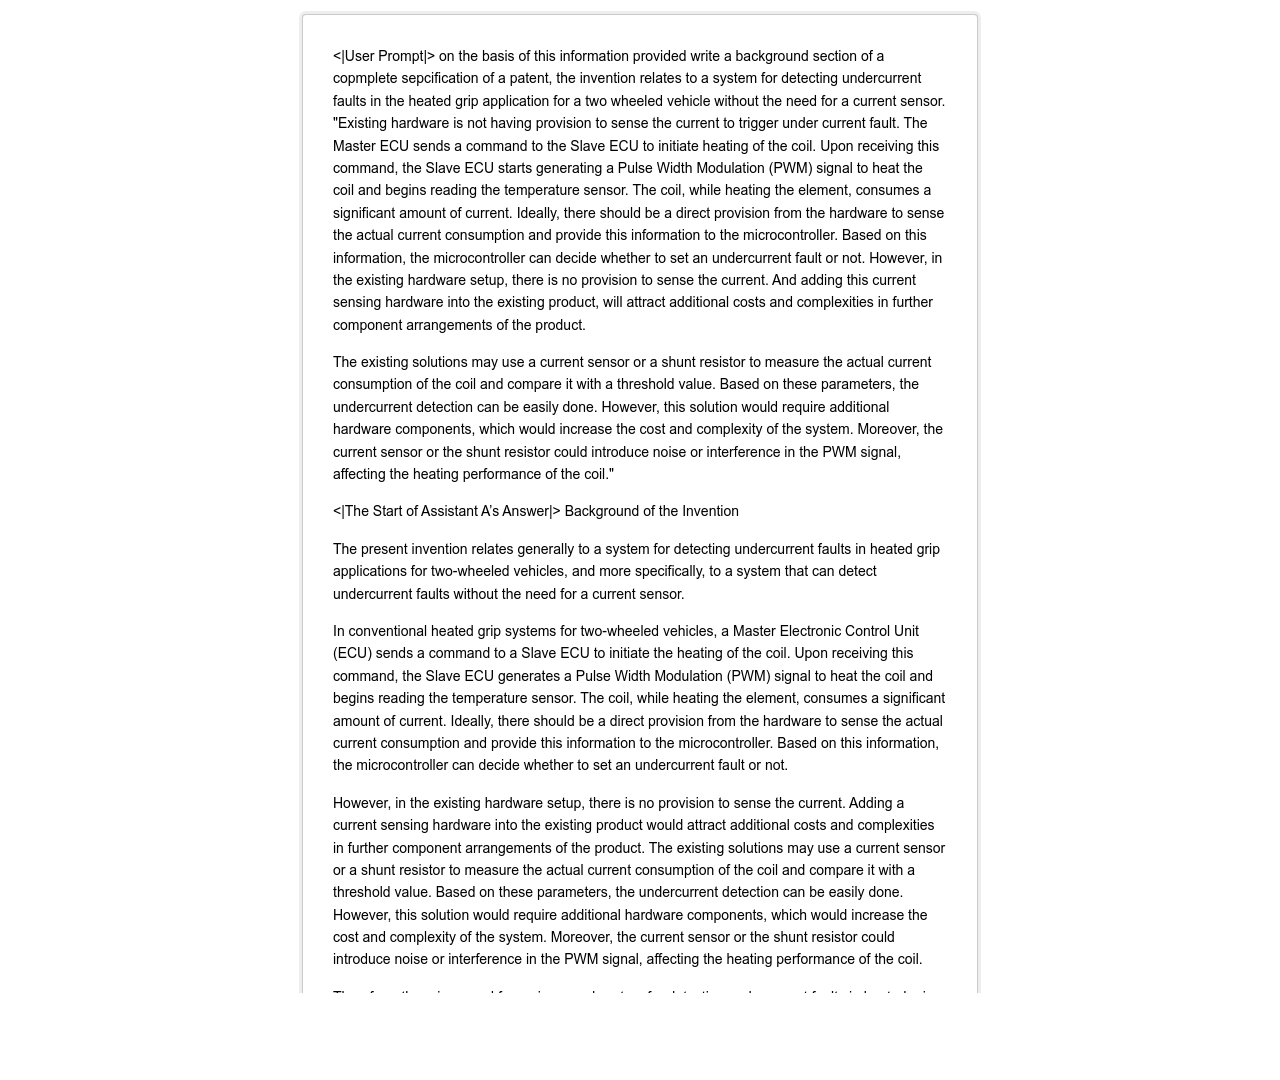 <|User Prompt|> on the basis of this information provided write a background section of a
copmplete sepcification of a patent, the invention relates to a system for detecting undercurrent
faults in the heated grip application for a two wheeled vehicle without the need for a current sensor.
"Existing hardware is not having provision to sense the current to trigger under current fault. The
Master ECU sends a command to the Slave ECU to initiate heating of the coil. Upon receiving this
command, the Slave ECU starts generating a Pulse Width Modulation (PWM) signal to heat the
coil and begins reading the temperature sensor. The coil, while heating the element, consumes a
significant amount of current. Ideally, there should be a direct provision from the hardware to sense
the actual current consumption and provide this information to the microcontroller. Based on this
information, the microcontroller can decide whether to set an undercurrent fault or not. However, in
the existing hardware setup, there is no provision to sense the current. And adding this current
sensing hardware into the existing product, will attract additional costs and complexities in further
component arrangements of the product.
The existing solutions may use a current sensor or a shunt resistor to measure the actual current
consumption of the coil and compare it with a threshold value. Based on these parameters, the
undercurrent detection can be easily done. However, this solution would require additional
hardware components, which would increase the cost and complexity of the system. Moreover, the
current sensor or the shunt resistor could introduce noise or interference in the PWM signal,
affecting the heating performance of the coil."
<|The Start of Assistant A's Answer|> Background of the Invention
The present invention relates generally to a system for detecting undercurrent faults in heated grip
applications for two-wheeled vehicles, and more specifically, to a system that can detect
undercurrent faults without the need for a current sensor.
In conventional heated grip systems for two-wheeled vehicles, a Master Electronic Control Unit
(ECU) sends a command to a Slave ECU to initiate the heating of the coil. Upon receiving this
command, the Slave ECU generates a Pulse Width Modulation (PWM) signal to heat the coil and
begins reading the temperature sensor. The coil, while heating the element, consumes a significant
amount of current. Ideally, there should be a direct provision from the hardware to sense the actual
current consumption and provide this information to the microcontroller. Based on this information,
the microcontroller can decide whether to set an undercurrent fault or not.
However, in the existing hardware setup, there is no provision to sense the current. Adding a
current sensing hardware into the existing product would attract additional costs and complexities
in further component arrangements of the product. The existing solutions may use a current sensor
or a shunt resistor to measure the actual current consumption of the coil and compare it with a
threshold value. Based on these parameters, the undercurrent detection can be easily done.
However, this solution would require additional hardware components, which would increase the
cost and complexity of the system. Moreover, the current sensor or the shunt resistor could
introduce noise or interference in the PWM signal, affecting the heating performance of the coil.